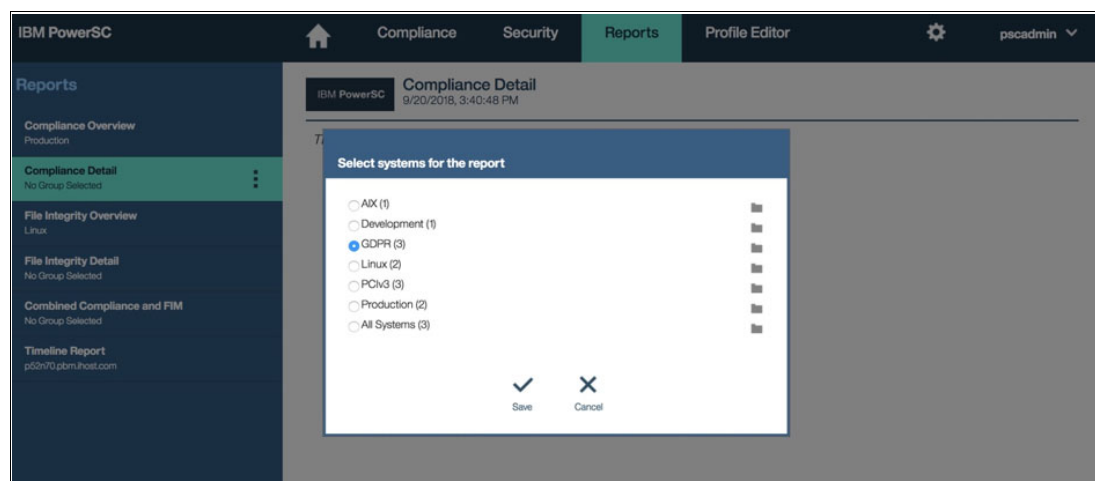 IBM PowerSC
Compliance
Security
Reports
Profile Editor
pscadmin
Reports
Compliance Overview
Production
Compliance Detail
No Group Selected
File Integrity Overview
Linux
File Integrity Detail
No Group Selected
Combined Compliance and FIM
No Group Selected
Timeline Report
p52n70.pbm.ihost.com
IBM PowerSC
Compliance Detail
9/20/2018, 3:40:48 PM
Select systems for the report
AIX (1)
Development (1)
GDPR (3)
Linux (2)
PCIv3 (3)
Production (2)
All Systems (3)
Save
Cancel